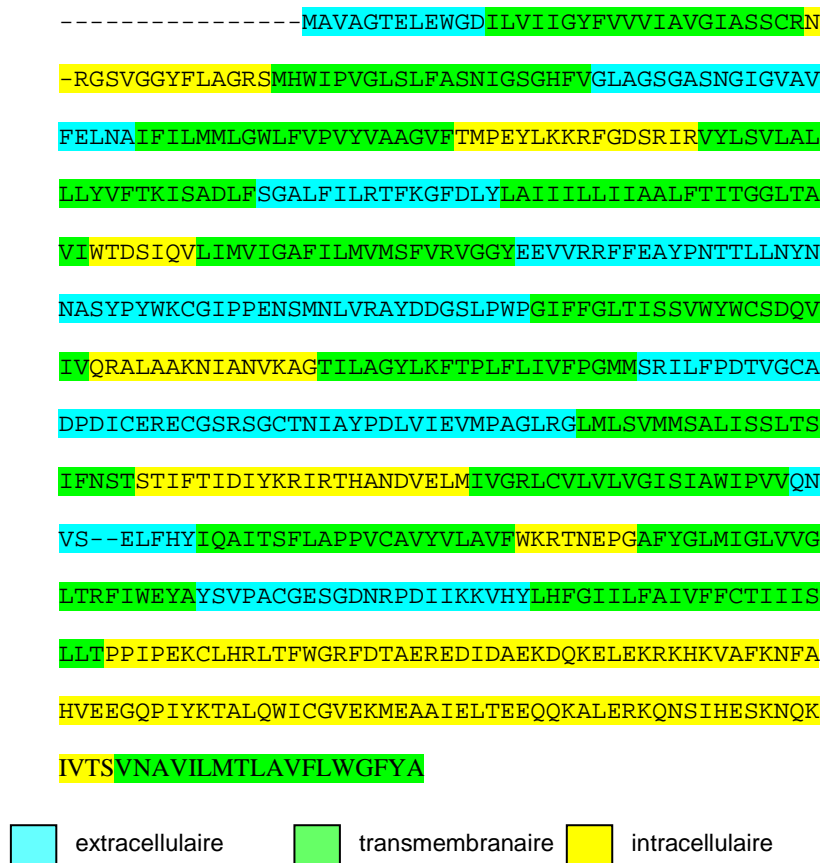 ----------------MAVAGTELEWGDILVIIGYFVVVIAVGIASSCRN
-RGSVGGYFLAGRSMHWIPVGLSLFASNIGSGHFVGLAGSGASNGIGVAV
FELNAIFILMMLGWLFVPVYVAAGVFTMPEYLKKRFGDSRIRVYLSVLAL
LLYVFTKISADLFSGALFILRTFKGFDLYLAIIILLIIAALFTITGGLTA
VIWTDSIQVLIMVIGAFILMVMSFVRVGGYEEVVRRFFEAYPNTTLLNYN
NASYPYWKCGIPPENSMNLVRAYDDGSLPWPGIFFGLTISSVWYWCSDQV
IVQRALAAKNIANVKAGTILAGYLKFTPLFLIVFPGMMSRILFPDTVGCA
DPDICERECGSRSGCTNIAYPDLVIEVMPAGLRGLMLSVMMSALISSLTS
IFNSTSTIFTIDIYKRIRTHANDVELMIVGRLCVLVLVGISIAWIPVVQN
VS--ELFHYIQAITSFLAPPVCAVYVLAVFWKRTNEPGAFYGLMIGLVVG
LTRFIWEYAYSVPACGESGDNRPDIIKKVHYLHFGIILFAIVFFCTIIIS
LLTPPIPEKCLHRLTFWGRFDTAEREDIDAEKDQKELEKRKHKVAFKNFA
HVEEGQPIYKTALQWICGVEKMEAAIELTEEQQKALERKQNSIHESKNQK
IVTSVNAVILMTLAVFLWGFYA
extracellulaire transmembranaire intracellulaire